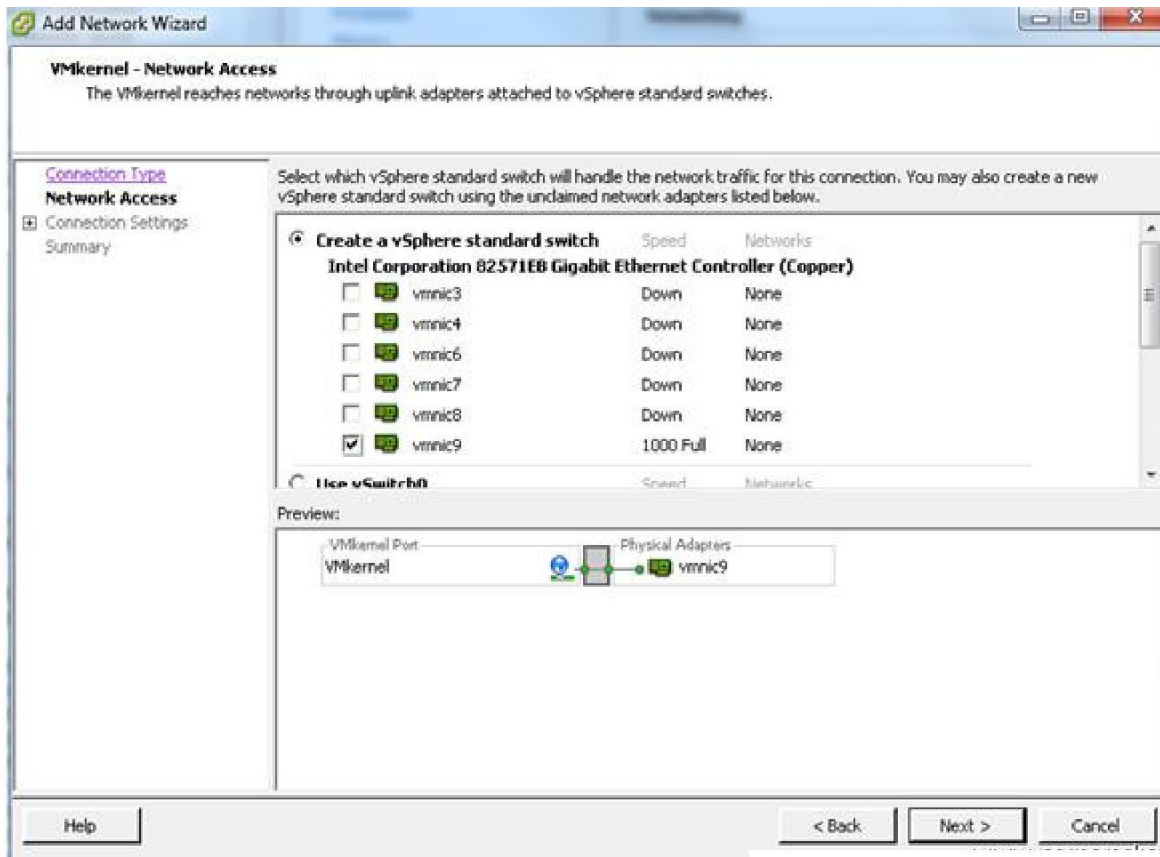 Add Network Wizard
VMkernel - Network Access
The VMkernel reaches networks through uplink adapters attached to vSphere standard switches.
Connection Type
Network Access
Connection Settings
Summary
Select which vSphere standard switch will handle the network traffic for this connection. You may also create a new
vSphere standard switch using the unclaimed network adapters listed below.
Create a vSphere standard switch Speed Networks
Intel Corporation 82571EB Gigabit Ethernet Controller (Copper)
vmnic3 Down None
vmnic4 Down None
vmnic6 Down None
vmnic7 Down None
vmnic8 Down None
vmnic9 1000 Full None
Use vSwitch0 Speed Networks
Preview:
VMkernel Port Physical Adapters
VMkernel vmnic9
Help < Back Next > Cancel